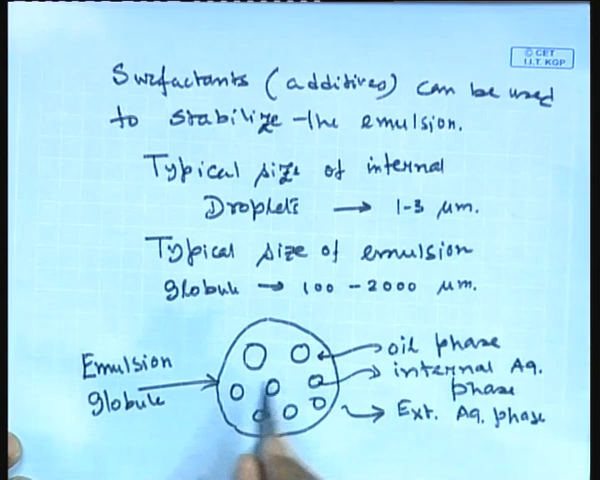 © CET
I.I.T. KGP
Surfactants (additives) can be used
to stabilize the emulsion.
Typical size of internal
Droplets → 1-3 μm.
Typical size of emulsion
globule → 100 - 2000 μm.
Emulsion
globule
oil phase
internal Aq.
phase
Ext. Aq. phase